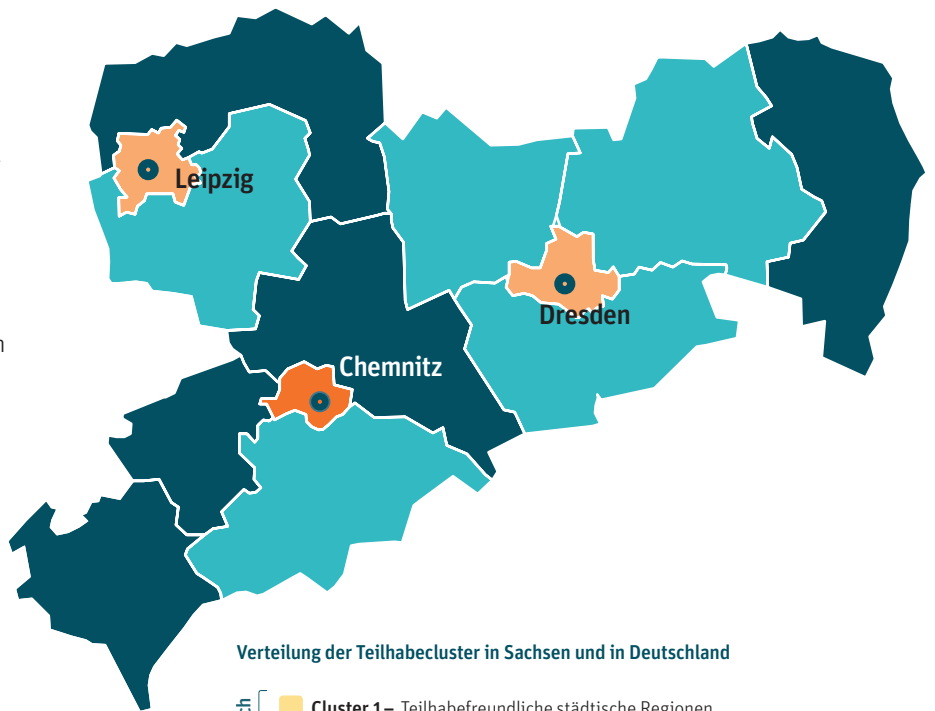 Leipzig
Dresden
Chemnitz
Verteilung der Teilhabecluster in Sachsen und in Deutschland
Cluster 1 – Teilhabefreundliche städtische Regionen